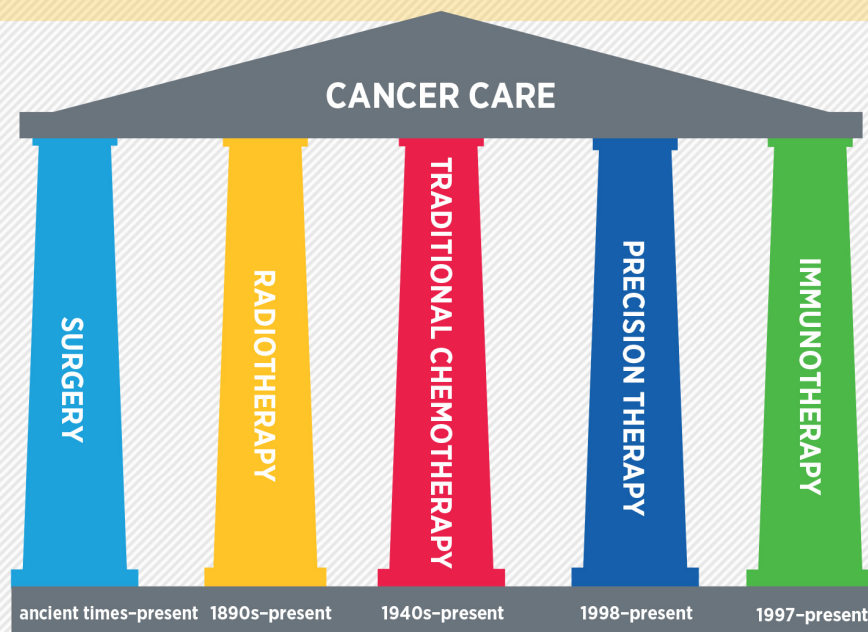 CANCER CARE
SURGERY
RADIOTHERAPY
TRADITIONAL CHEMOTHERAPY
PRECISION THERAPY
IMMUNOTHERAPY
ancient times–present
1890s–present
1940s–present
1998–present
1997–present